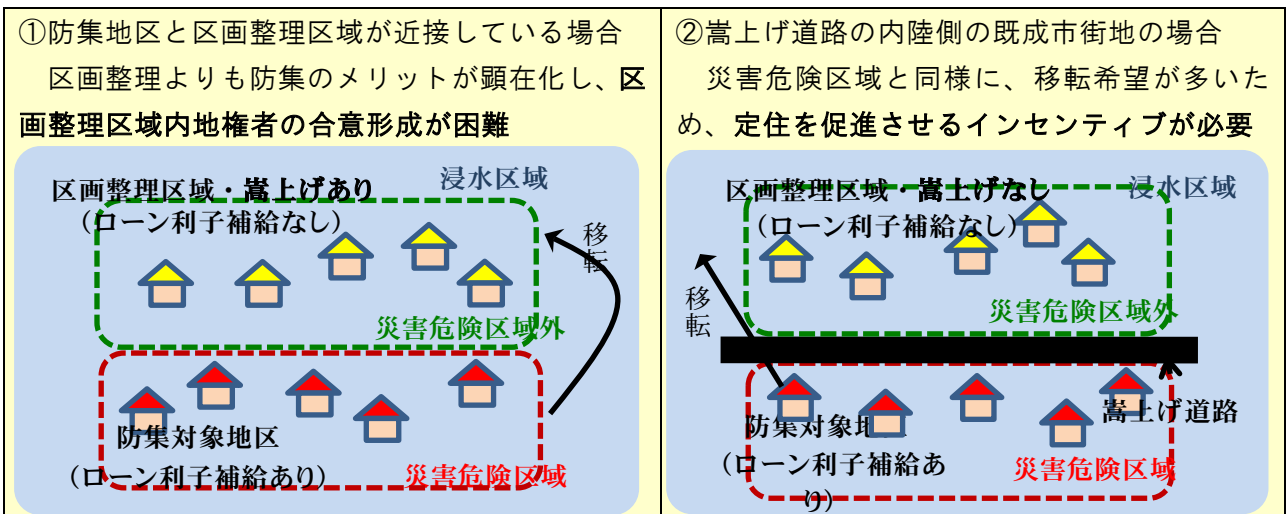 ①防集地区と区画整理区域が近接している場合
区画整理よりも防集のメリットが顕在化し、区
画整理区域内地権者の合意形成が困難
区画整理区域・嵩上げあり
浸水区域
（ローン利子補給なし）
移転
災害危険区域外
防集対象地区
（ローン利子補給あり）
災害危険区域
②嵩上げ道路の内陸側の既成市街地の場合
災害危険区域と同様に、移転希望が多いた
め、定住を促進させるインセンティブが必要
区画整理区域・嵩上げなし
浸水区域
（ローン利子補給なし）
移転
災害危険区域外
嵩上げ道路
防集対象地
（ローン利子補給あ
り）
災害危険区域